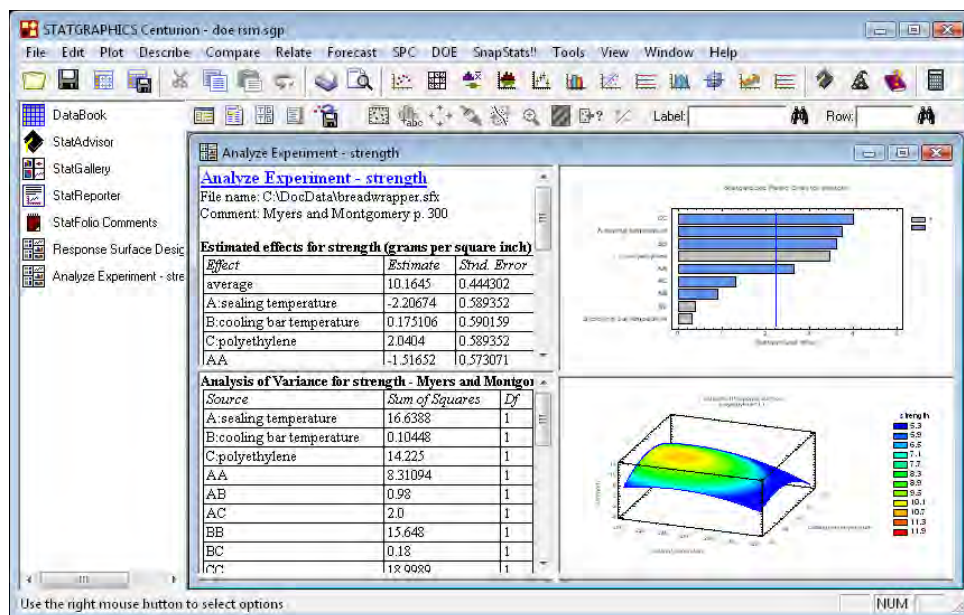 STATGRAPHICS Centurion - doe rsm.sgp
File Edit Plot Describe Compare Relate Forecast SPC DOE SnapStats!! Tools View Window Help
Label: Row:
DataBook
StatAdvisor
StatGallery
StatReporter
StatFolio Comments
Response Surface Desig
Analyze Experiment - stre
Analyze Experiment - strength
Analyze Experiment - strength
File name: C:\DocData\breadwrapper.sfx
Comment: Myers and Montgomery p. 300
Estimated effects for strength (grams per square inch)
Effect Estimate Stnd. Error
average 10.1645 0.444302
A:sealing temperature -2.20674 0.589352
B:cooling bar temperature 0.175106 0.590159
C:polyethylene 2.0404 0.589352
AA -1.51652 0.573071
Analysis of Variance for strength - Myers and Montgo
Source Sum of Squares Df
A:sealing temperature 16.6388 1
B:cooling bar temperature 0.10448 1
C:polyethylene 14.225 1
AA 8.31094 1
AB 0.98 1
AC 2.0 1
BB 15.648 1
BC 0.18 1
CC 18.9989 1
strength
5.3
5.9
6.5
7.1
7.7
8.3
8.9
9.5
10.1
10.7
11.3
11.9
Use the right mouse button to select options
NUM